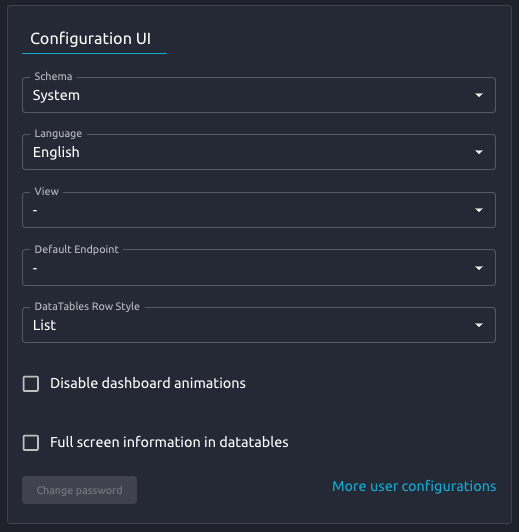 Configuration UI
Schema
System
Language
English
View
-
Default Endpoint
-
DataTables Row Style
List
Disable dashboard animations
Full screen information in datatables
Change password
More user configurations